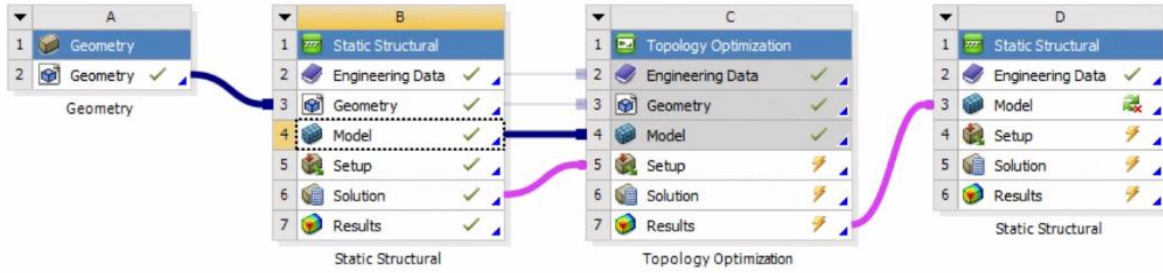 A
1 Geometry
2 Geometry
Geometry
B
1 Static Structural
2 Engineering Data
3 Geometry
4 Model
5 Setup
6 Solution
7 Results
Static Structural
C
1 Topology Optimization
2 Engineering Data
3 Geometry
4 Model
5 Setup
6 Solution
7 Results
Topology Optimization
D
1 Static Structural
2 Engineering Data
3 Model
4 Setup
5 Solution
6 Results
Static Structural